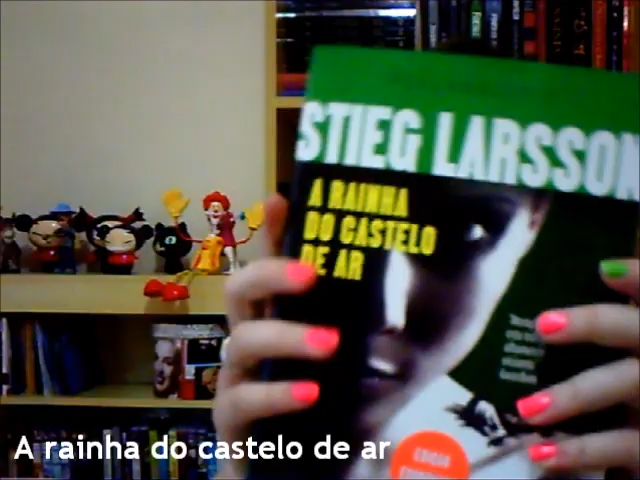 STIEG LARSSON
A RAINHA
DO CASTELO
DE AR
A rainha do castelo de ar